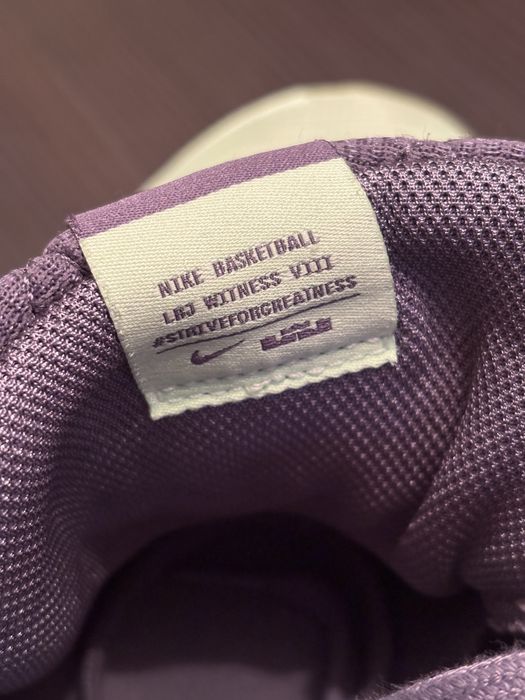 NIKE BASKETBALL
LBJ WITNESS VIII
#STRIVEFORGREATNESS